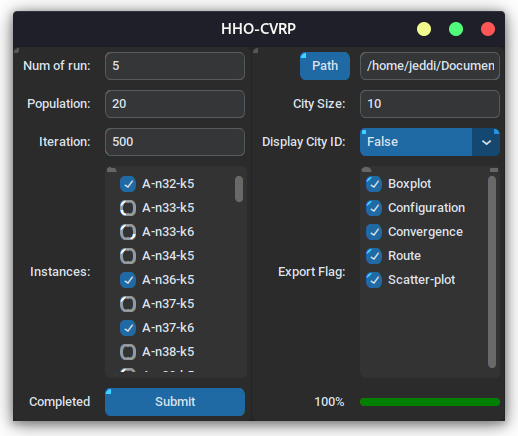 HHO-CVRP
Num of run: 5
Path /home/jeddi/Documen
Population: 20
City Size: 10
Iteration: 500
Display City ID: False
Instances:
A-n32-k5
A-n33-k5
A-n33-k6
A-n34-k5
A-n36-k5
A-n37-k5
A-n37-k6
A-n38-k5
Export Flag:
Boxplot
Configuration
Convergence
Route
Scatter-plot
Completed Submit
100%